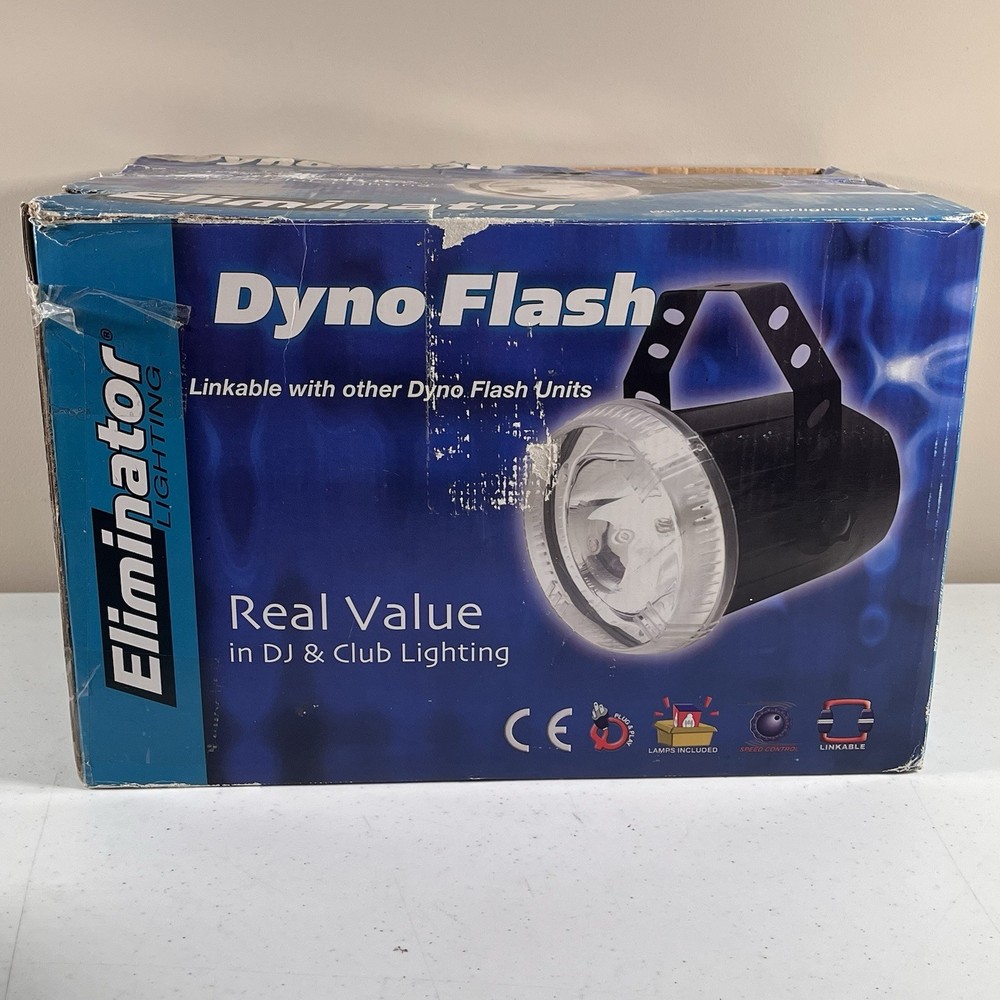 Eliminator
www.eliminatorlighting.com
Dyno Flash
Linkable with other Dyno Flash Units
Eliminator®
LIGHTING
Real Value
in DJ & Club Lighting
CE
PLUG & PLAY
LAMPS INCLUDED
SPEED CONTROL
LINKABLE